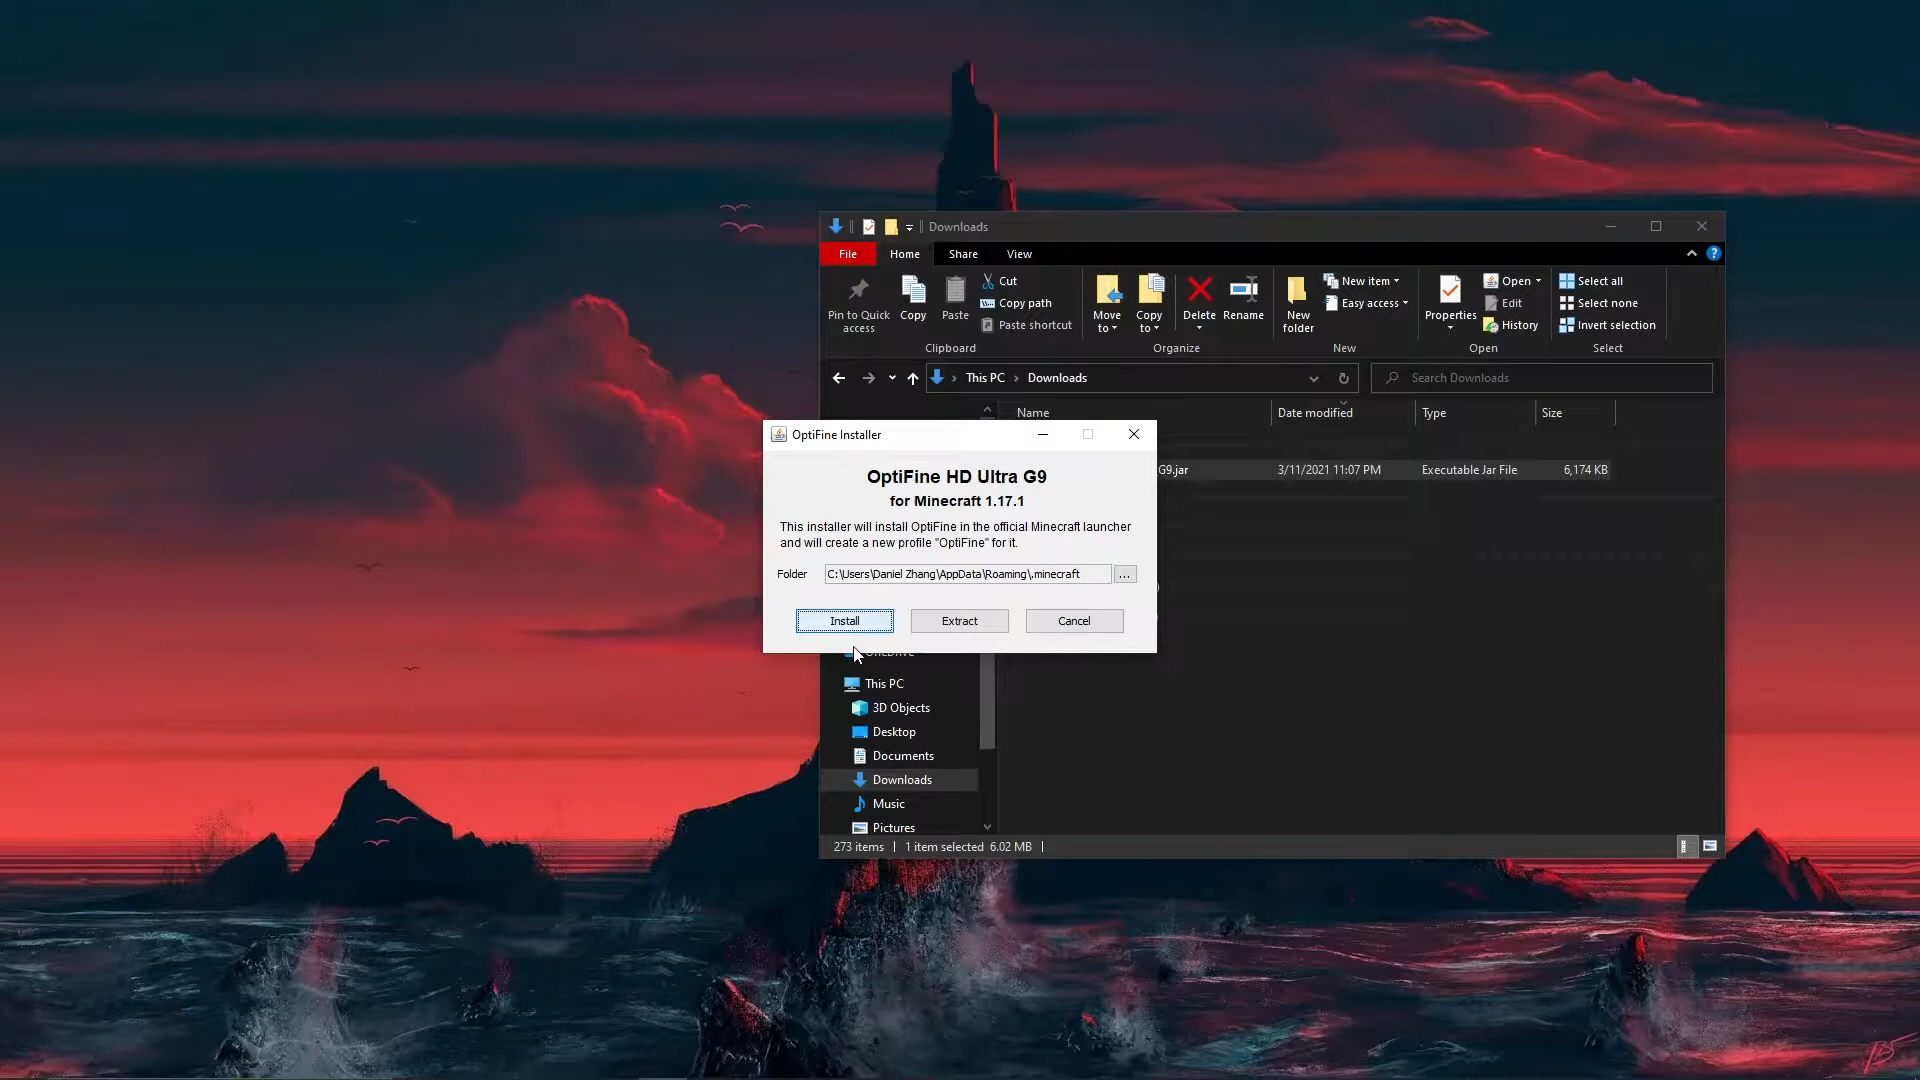 Downloads
File Home Share View
Pin to Quick access
Copy
Paste
Cut
Copy path
Paste shortcut
Clipboard
Move to
Copy to
Delete
Rename
Organize
New folder
New item
Easy access
New
Properties
Open
Edit
History
Open
Select all
Select none
Invert selection
Select
This PC > Downloads
Search Downloads
Name Date modified Type Size
G9.jar 3/11/2021 11:07 PM Executable Jar File 6,174 KB
OptiFine Installer
OptiFine HD Ultra G9
for Minecraft 1.17.1
This installer will install OptiFine in the official Minecraft launcher
and will create a new profile "OptiFine" for it.
Folder C:\Users\Daniel Zhang\AppData\Roaming\.minecraft ...
Install Extract Cancel
OneDrive
This PC
3D Objects
Desktop
Documents
Downloads
Music
Pictures
273 items | 1 item selected 6.02 MB |